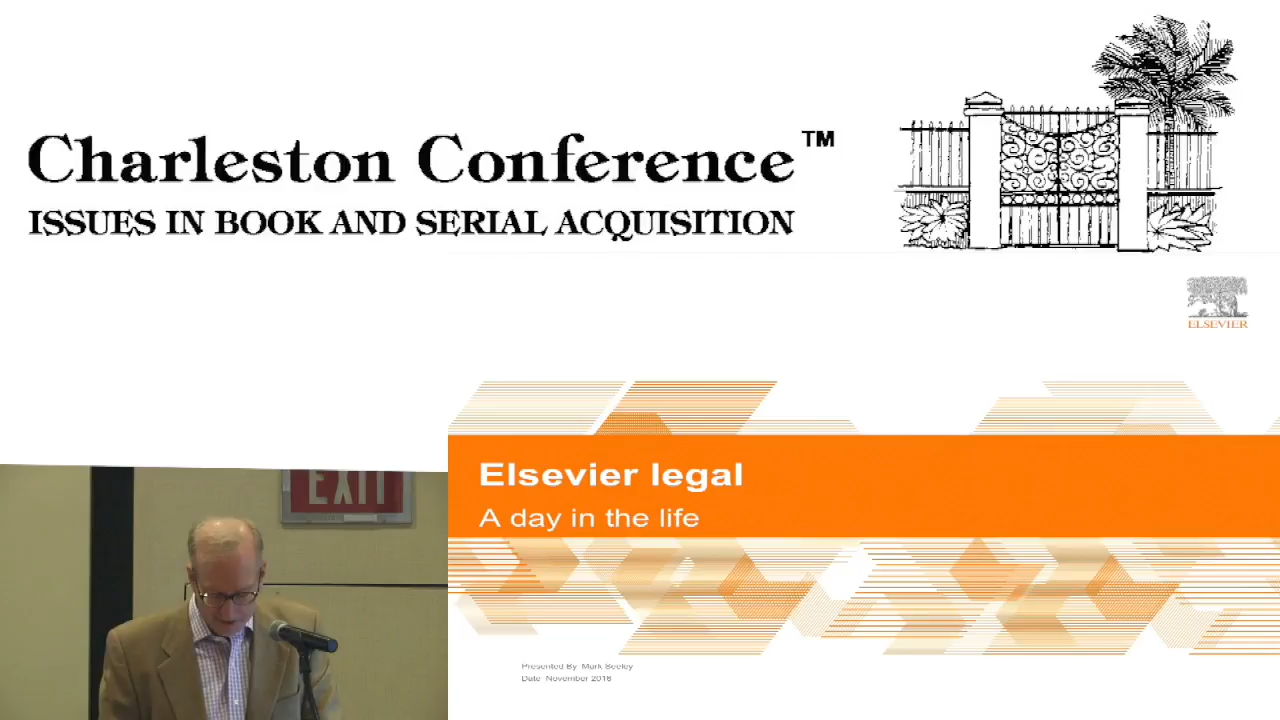 Charleston Conference™
ISSUES IN BOOK AND SERIAL ACQUISITION
ELSEVIER
EXIT
Elsevier legal
A day in the life
Presented By Mark Seeley
Date November 2016